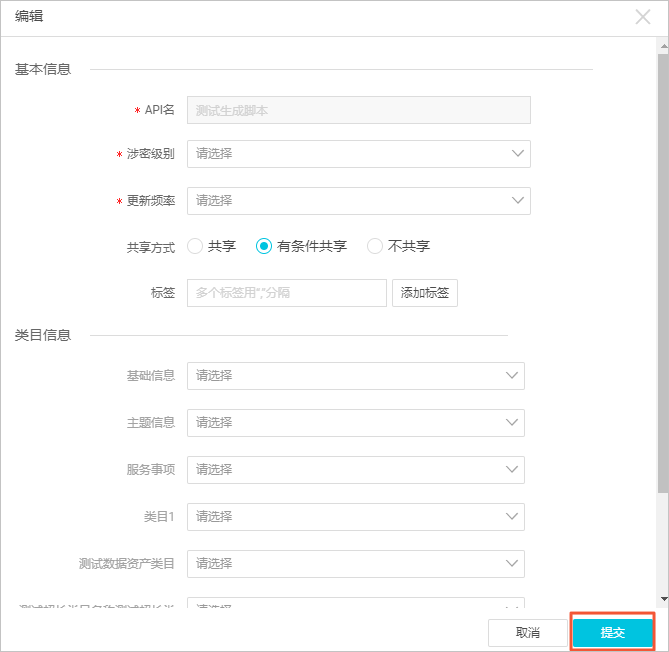 编辑
基本信息
* API名 测试生成脚本
* 涉密级别 请选择
* 更新频率 请选择
共享方式 共享 有条件共享 不共享
标签 多个标签用","分隔 添加标签
类目信息
基础信息 请选择
主题信息 请选择
服务事项 请选择
类目1 请选择
测试数据资产类目 请选择
取消 提交